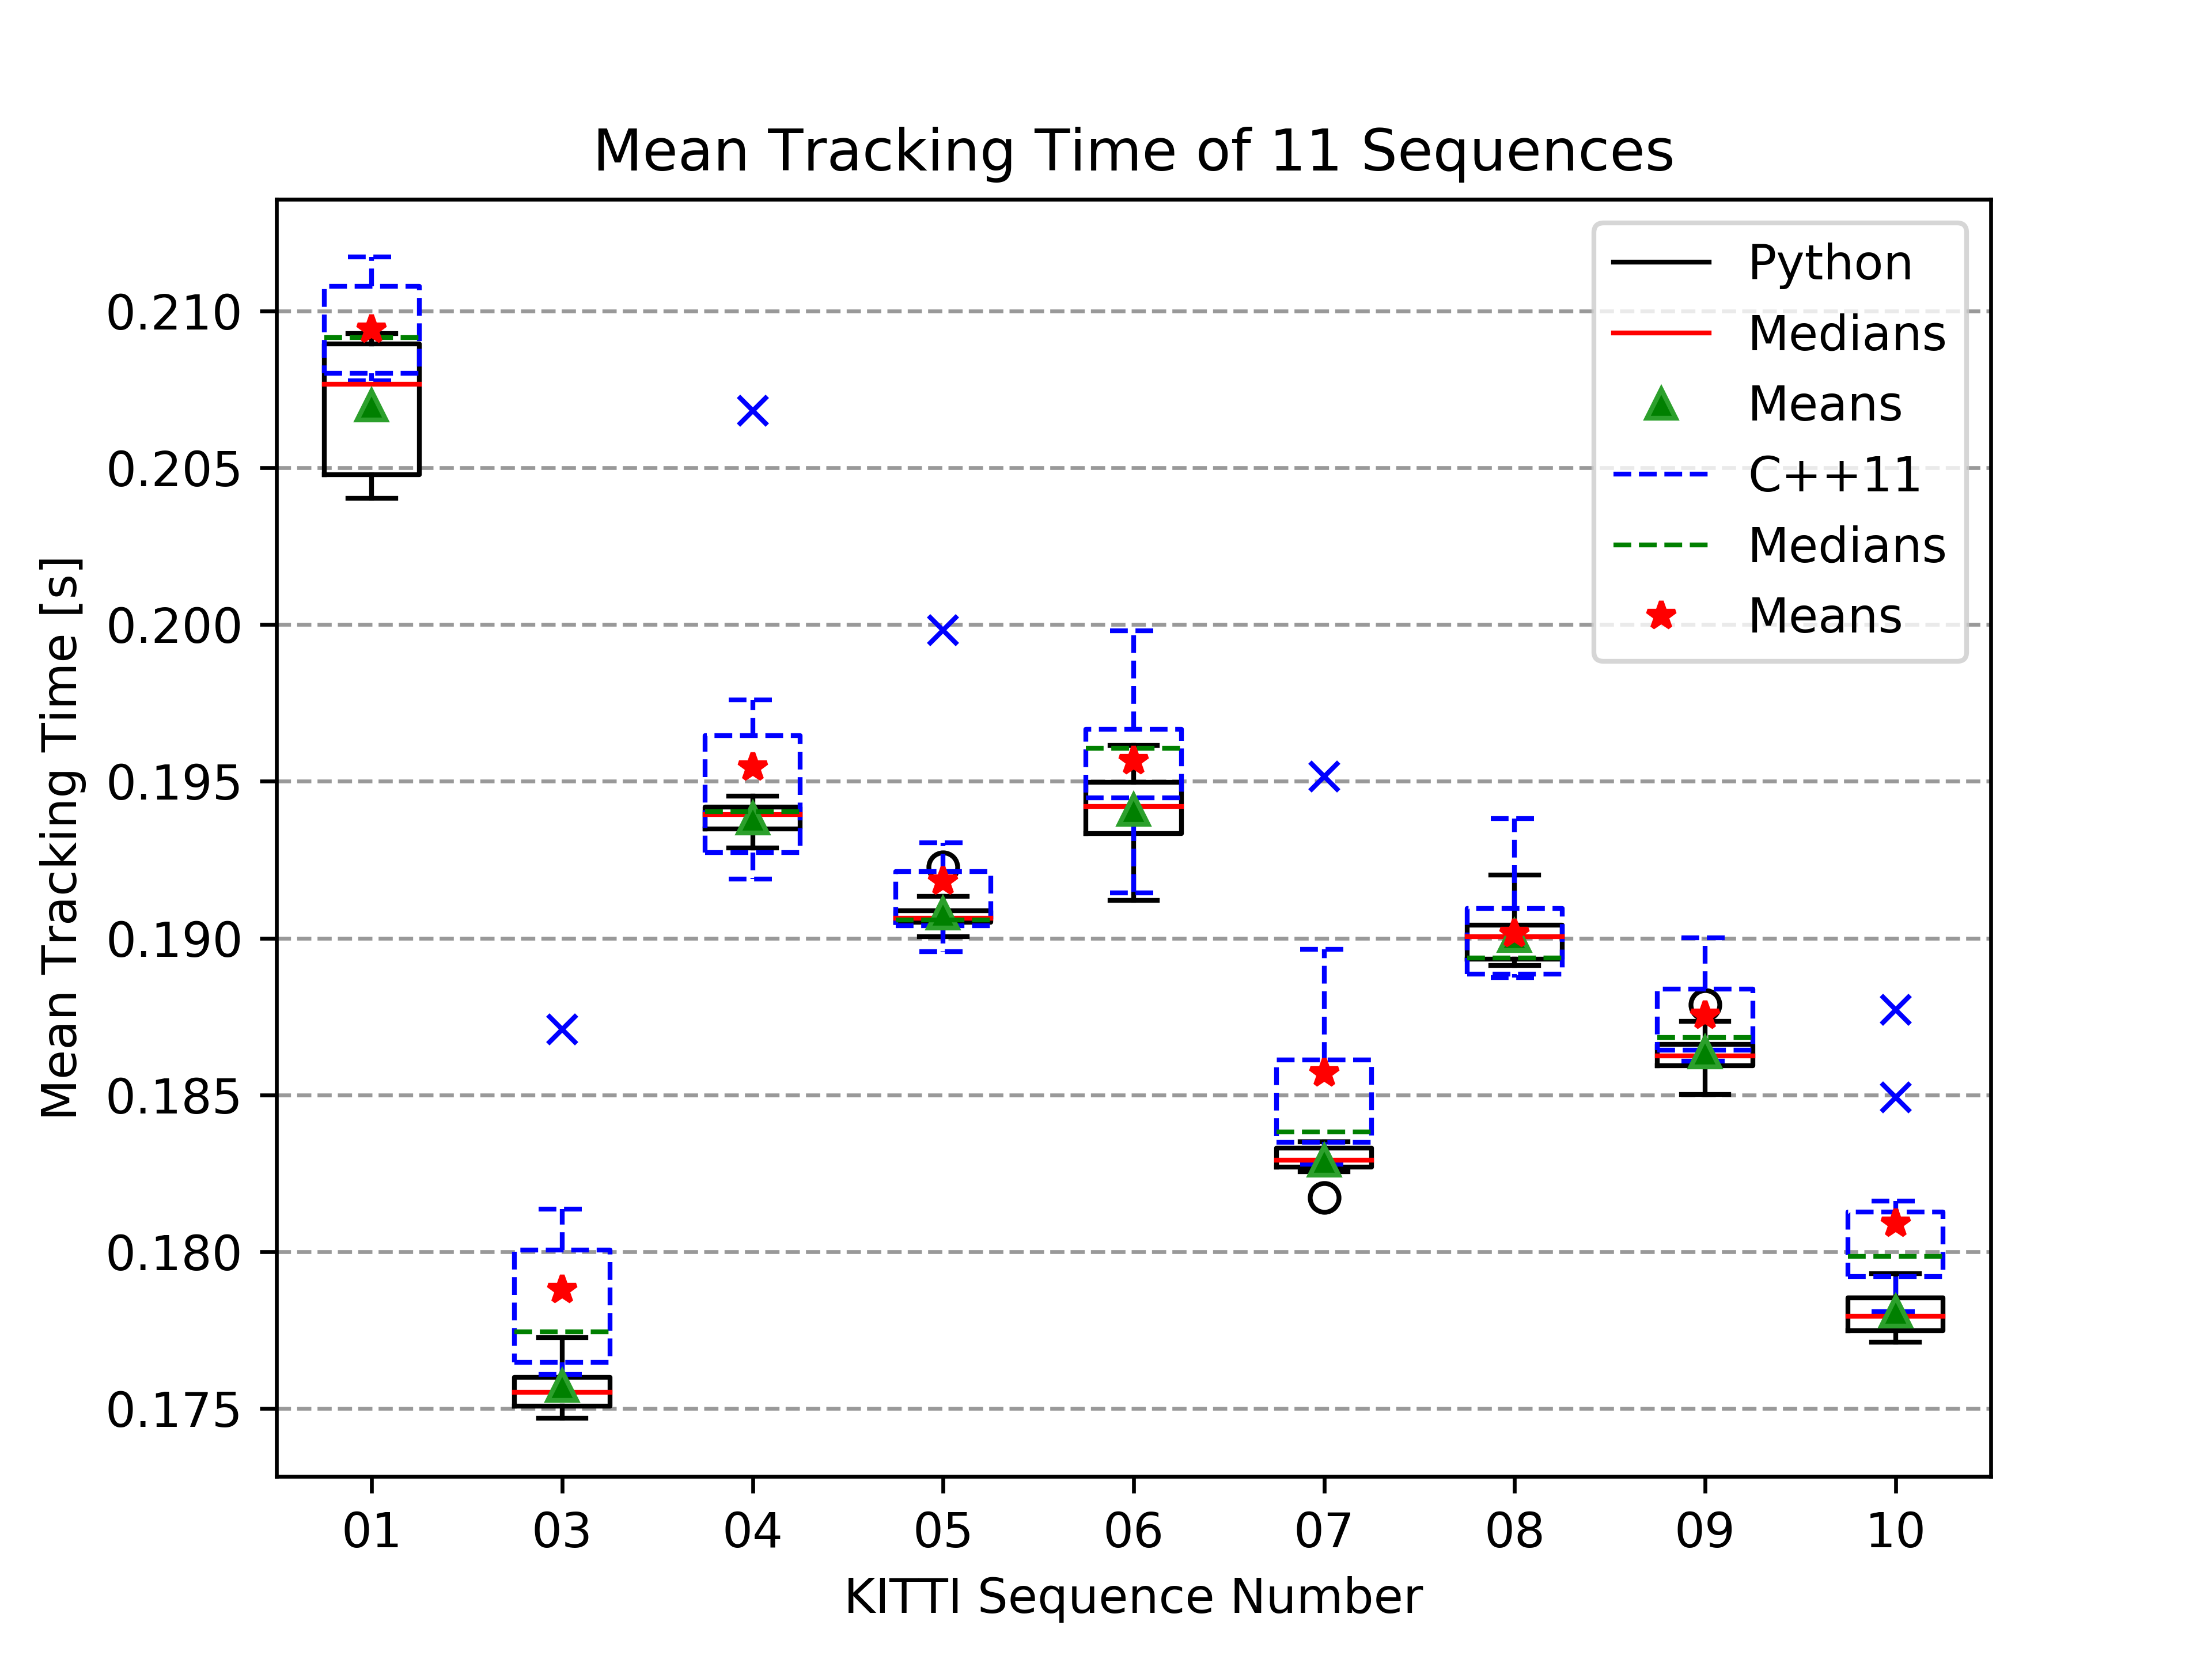 Mean Tracking Time of 11 Sequences
Mean Tracking Time [s]
0.210
0.205
0.200
0.195
0.190
0.185
0.180
0.175
Python
Medians
Means
C++11
Medians
Means
01 03 04 05 06 07 08 09 10
KITTI Sequence Number